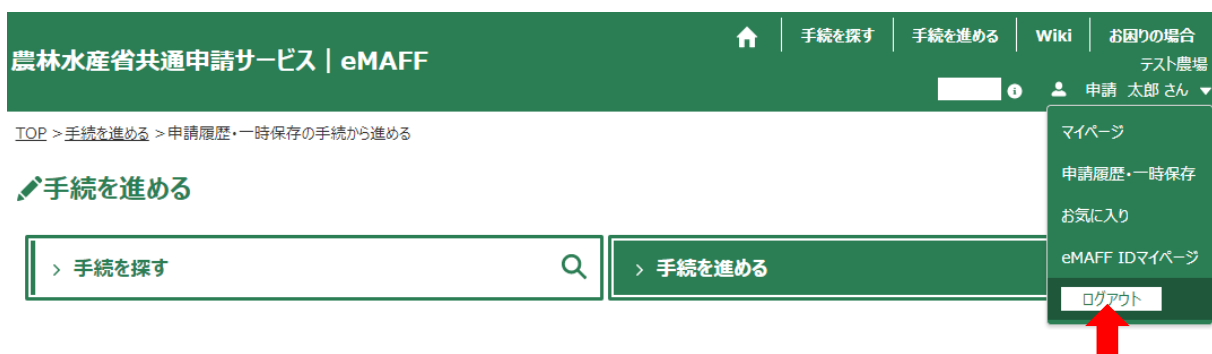 手続を探す 手続を進める Wiki お困りの場合
農林水産省共通申請サービス｜eMAFF
テスト農場
申請 太郎 さん ▼
TOP > 手続を進める > 申請履歴・一時保存の手続から進める
手続を進める
マイページ
申請履歴・一時保存
お気に入り
eMAFF IDマイページ
ログアウト
> 手続を探す
> 手続を進める